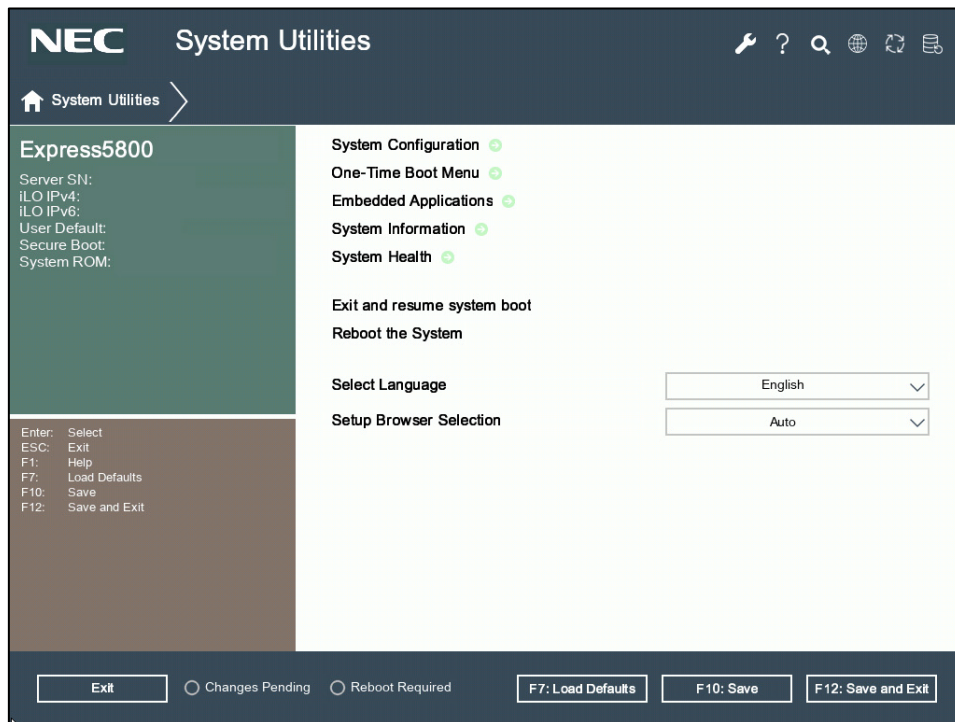 NEC System Utilities
System Utilities
Express5800
Server SN:
iLO IPv4:
iLO IPv6:
User Default:
Secure Boot:
System ROM:
Enter: Select
ESC: Exit
F1: Help
F7: Load Defaults
F10: Save
F12: Save and Exit
System Configuration
One-Time Boot Menu
Embedded Applications
System Information
System Health
Exit and resume system boot
Reboot the System
Select Language English
Setup Browser Selection Auto
Exit Changes Pending Reboot Required F7: Load Defaults F10: Save F12: Save and Exit